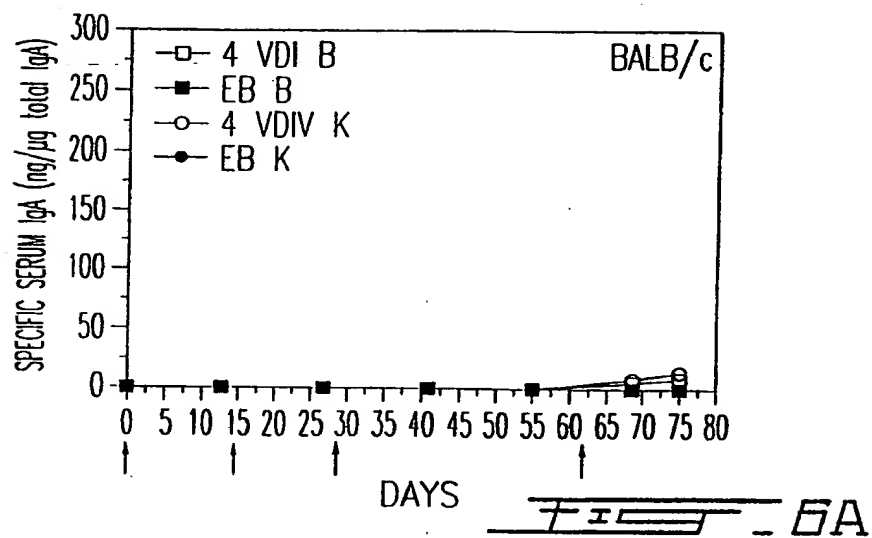 SPECIFIC SERUM IgA (ng/µg total IgA)
300
250
200
150
100
50
0
4 VDI B
EB B
4 VDIV K
EB K
BALB/c
0 5 10 15 20 25 30 35 40 45 50 55 60 65 70 75 80
DAYS
FIG. 6A